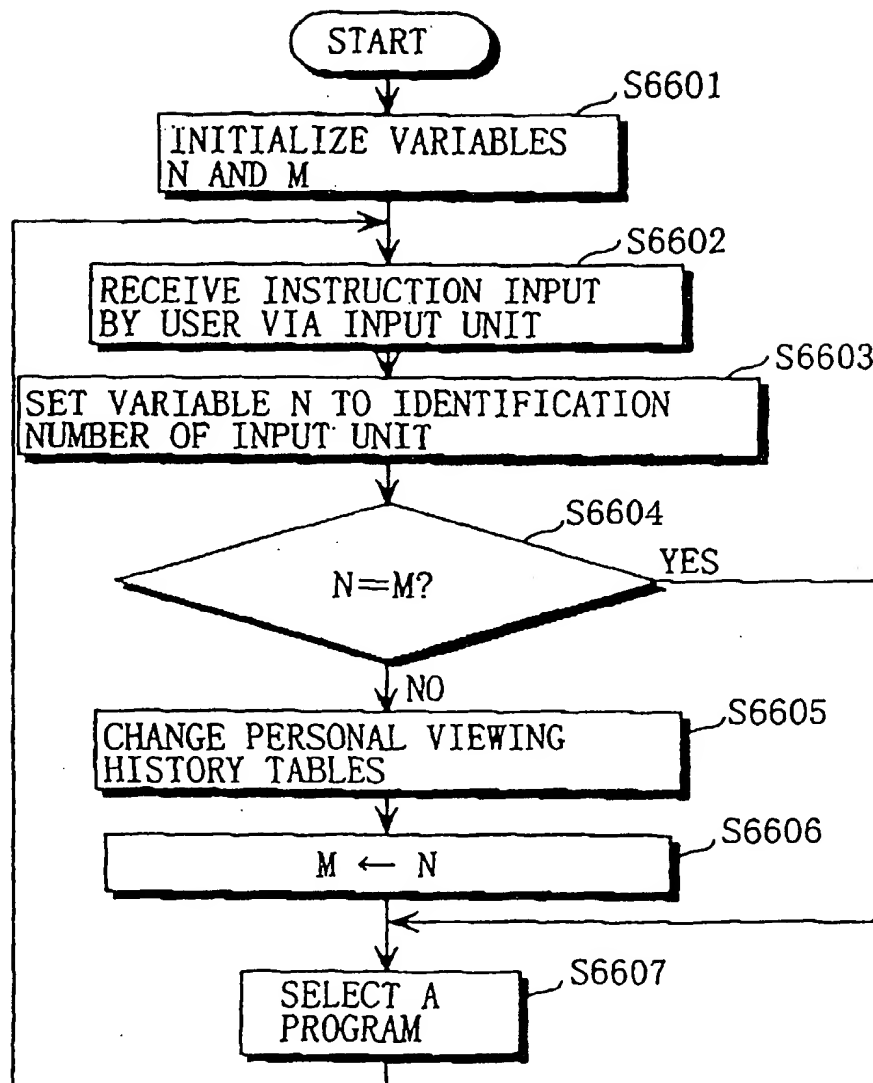 START
S6601
INITIALIZE VARIABLES
N AND M
S6602
RECEIVE INSTRUCTION INPUT
BY USER VIA INPUT UNIT
S6603
SET VARIABLE N TO IDENTIFICATION
NUMBER OF INPUT UNIT
S6604
N==M?
YES
NO
S6605
CHANGE PERSONAL VIEWING
HISTORY TABLES
S6606
M ← N
S6607
SELECT A
PROGRAM